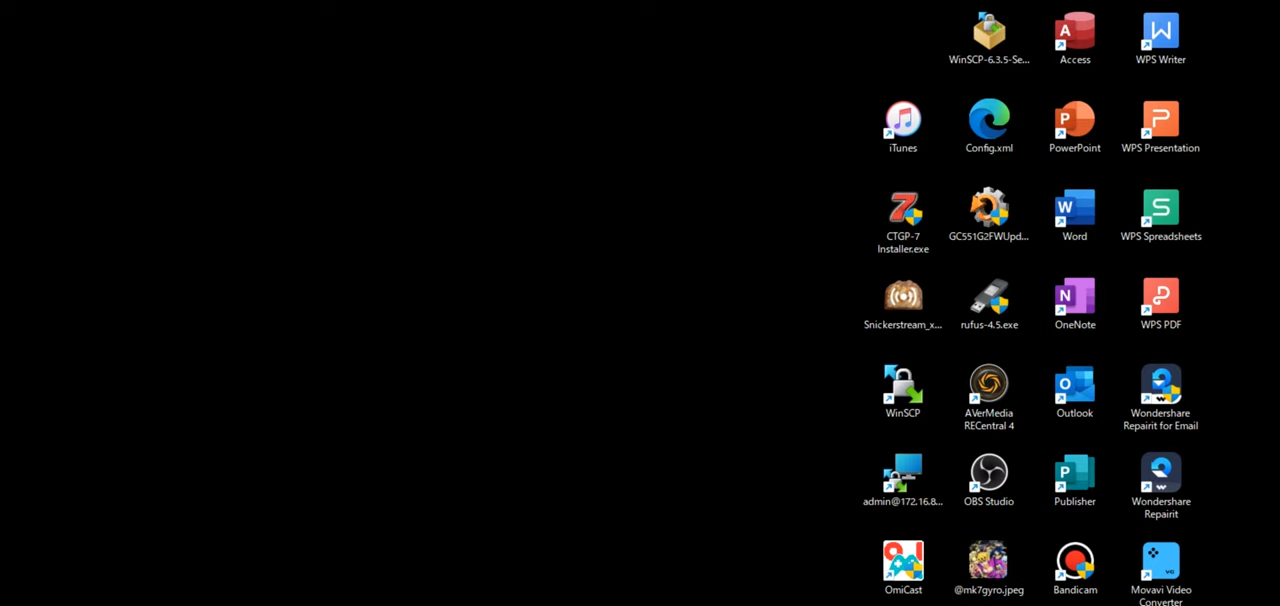 WinSCP-6.3.5-Se...
Access
WPS Writer
iTunes
Config.xml
PowerPoint
WPS Presentation
CTGP-7
Installer.exe
GC551G2FWUpd...
Word
WPS Spreadsheets
Snickerstream_x...
rufus-4.5.exe
OneNote
WPS PDF
WinSCP
AVerMedia
RECentral 4
Outlook
Wondershare
Repairit for Email
admin@172.16.8...
OBS Studio
Publisher
Wondershare
Repairit
OmiCast
@mk7gyro.jpeg
Bandicam
Movavi Video
Converter